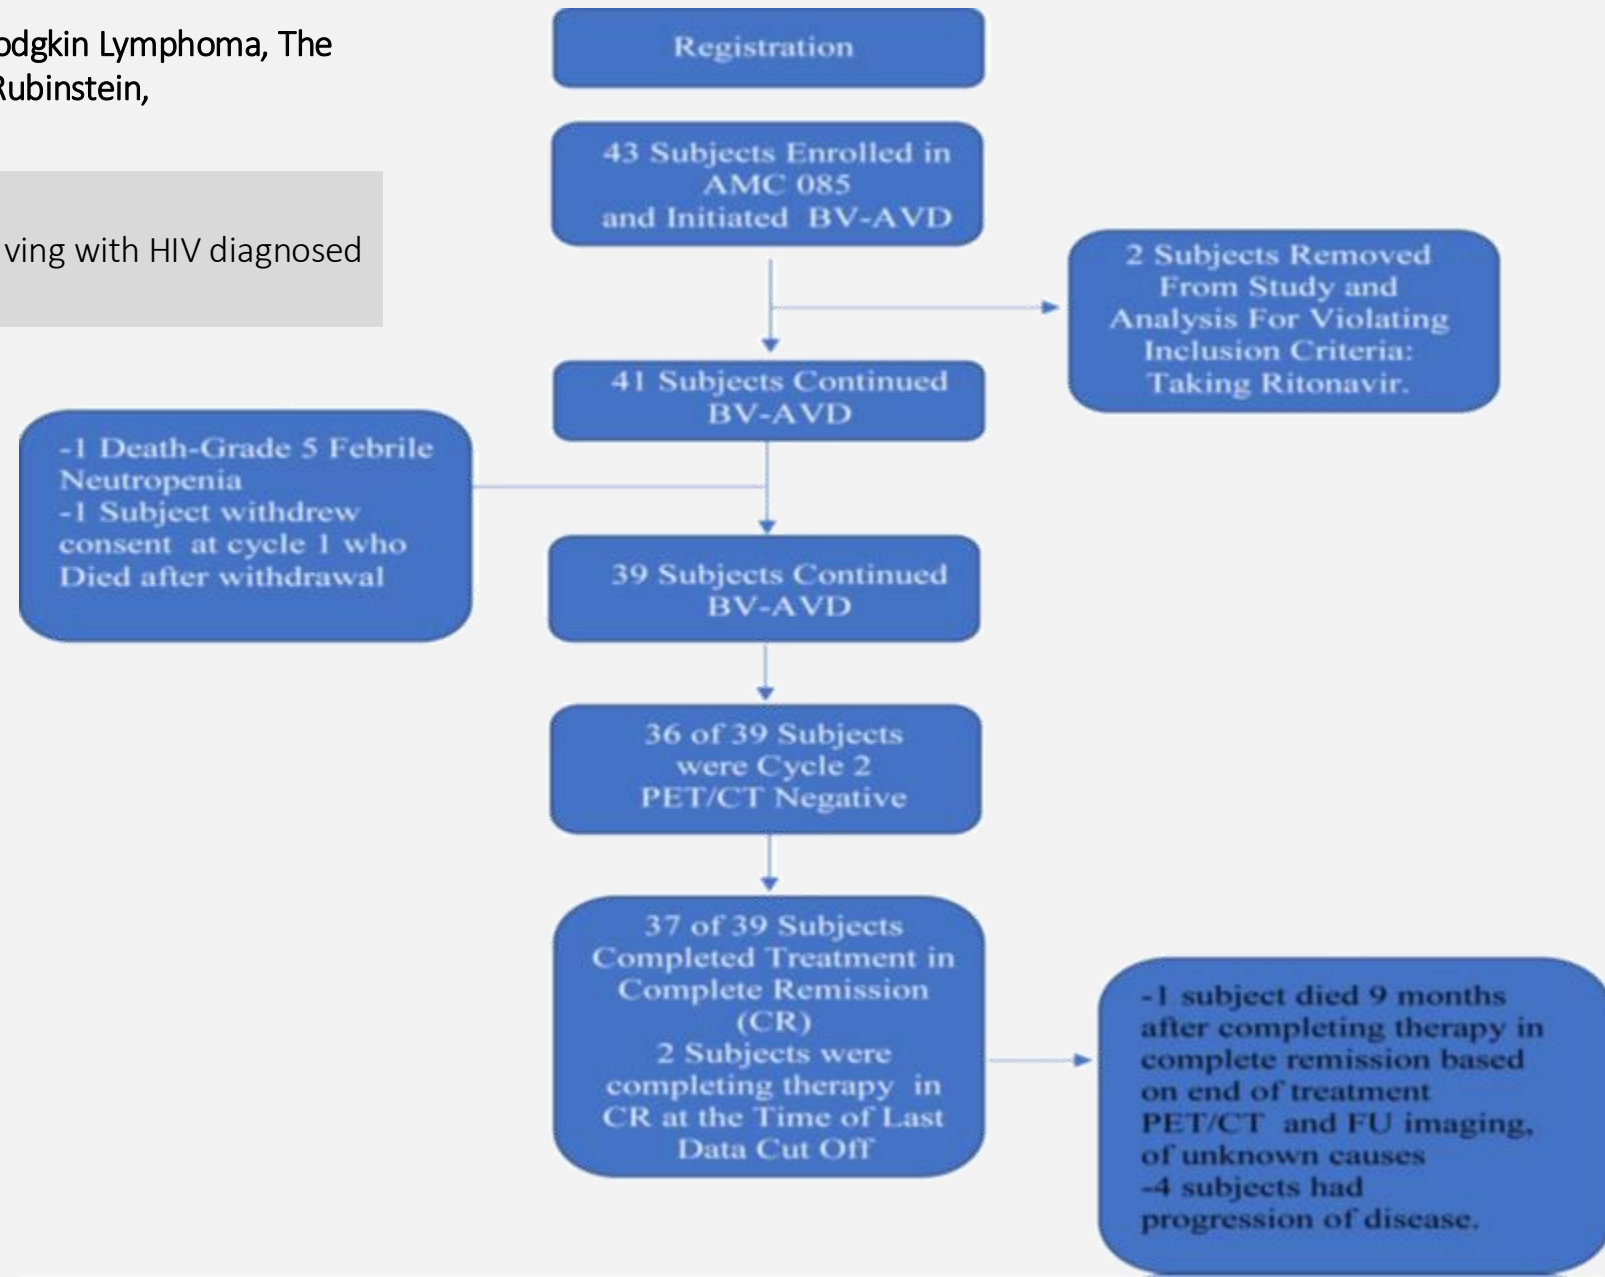 odgkin Lymphoma, The
Rubinstein,
ving with HIV diagnosed
Registration
43 Subjects Enrolled in
AMC 085
and Initiated BV-AVD
2 Subjects Removed
From Study and
Analysis For Violating
Inclusion Criteria:
Taking Ritonavir.
41 Subjects Continued
BV-AVD
-1 Death-Grade 5 Febrile
Neutropenia
-1 Subject withdrew
consent at cycle 1 who
Died after withdrawal
39 Subjects Continued
BV-AVD
36 of 39 Subjects
were Cycle 2
PET/CT Negative
37 of 39 Subjects
Completed Treatment in
Complete Remission
(CR)
2 Subjects were
completing therapy in
CR at the Time of Last
Data Cut Off
-1 subject died 9 months
after completing therapy in
complete remission based
on end of treatment
PET/CT and FU imaging,
of unknown causes
-4 subjects had
progression of disease.